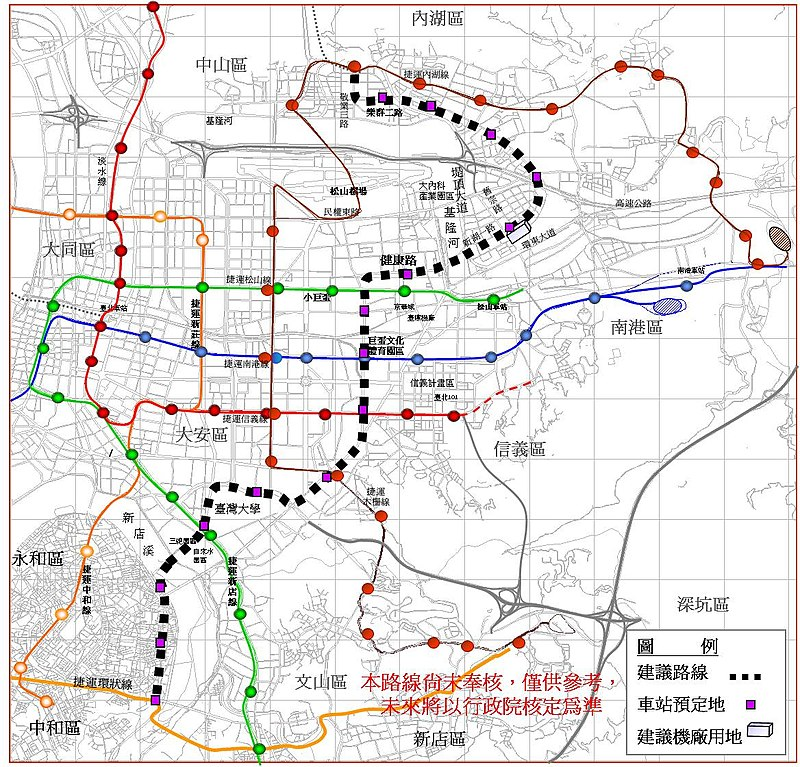 內湖區
中山區
捷運內湖線
敬業三路
樂群二路
基隆河
淡水線
堤頂大道
大內科
產業園區
舊宗路
松山機場
民權東路
高速公路
基隆河
新湖一路
環東大道
大同區
健康路
捷運松山線
南港車站
小巨蛋
京華城
松山車站
臺北車站
捷運新莊線
南港區
巨蛋文化
體育園區
捷運南港線
信義計畫區
臺北101
捷運信義線
大安區
信義區
捷運
木柵線
臺灣大學
新店溪
三總園區
自來水
園區
永和區
捷運中和線
捷運新店線
深坑區
圖 例
建議路線
車站預定地
建議機廠用地
捷運環狀線
文山區
本路線尚未奉核，僅供參考，
未來將以行政院核定為準
中和區
新店區